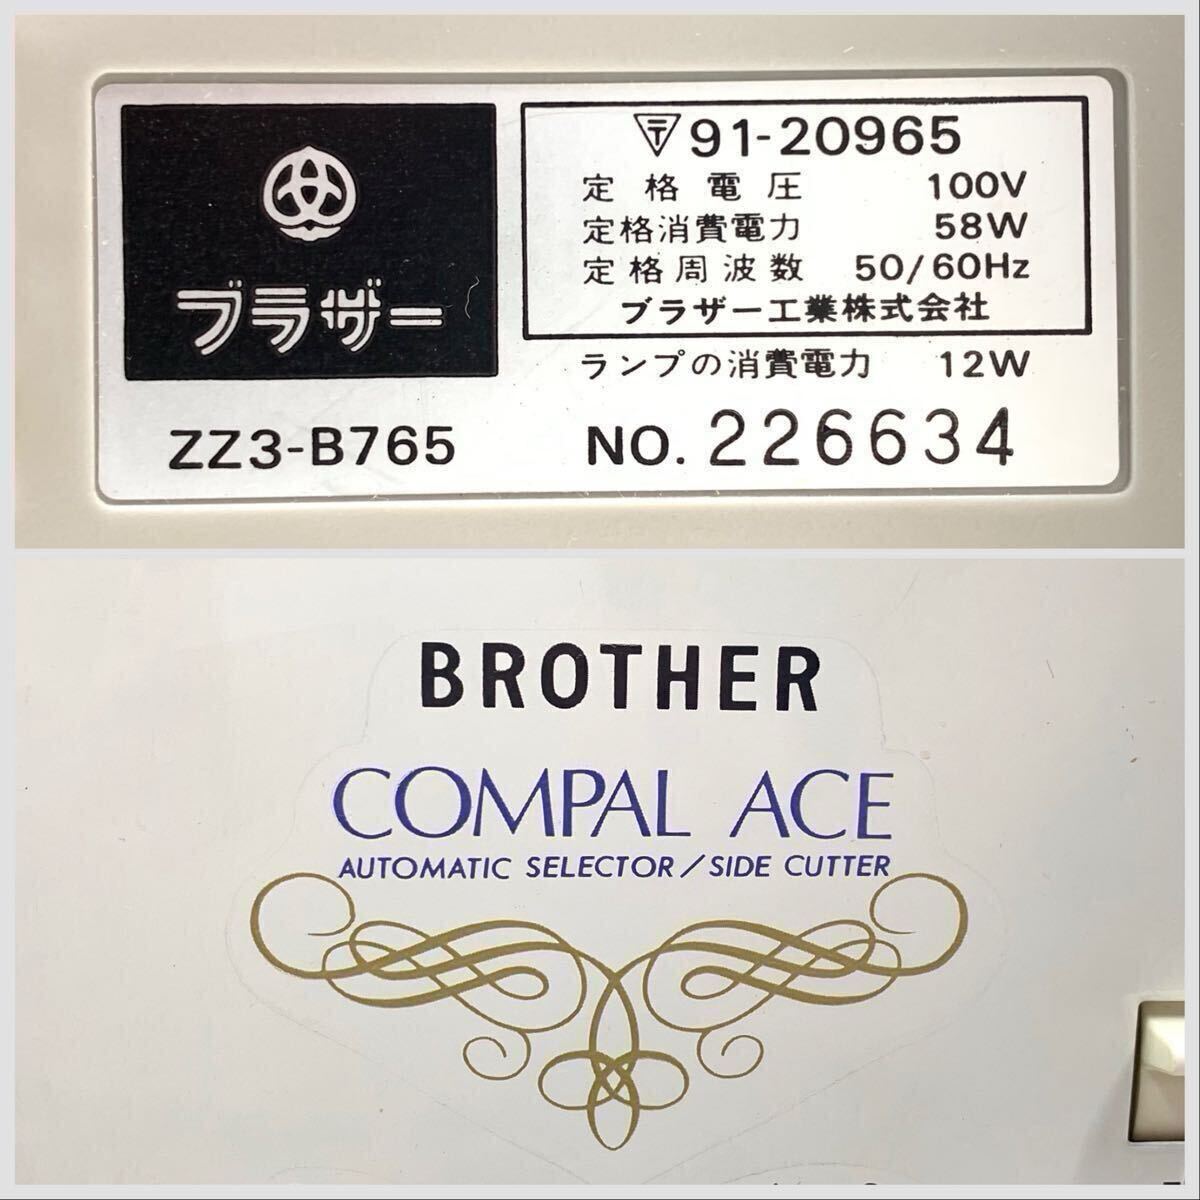 ブラザー
ZZ3-B765
〒91-20965
定格電圧 100V
定格消費電力 58W
定格周波数 50/60Hz
ブラザー工業株式会社
ランプの消費電力 12W
NO. 226634
BROTHER
COMPAL ACE
AUTOMATIC SELECTOR/SIDE CUTTER